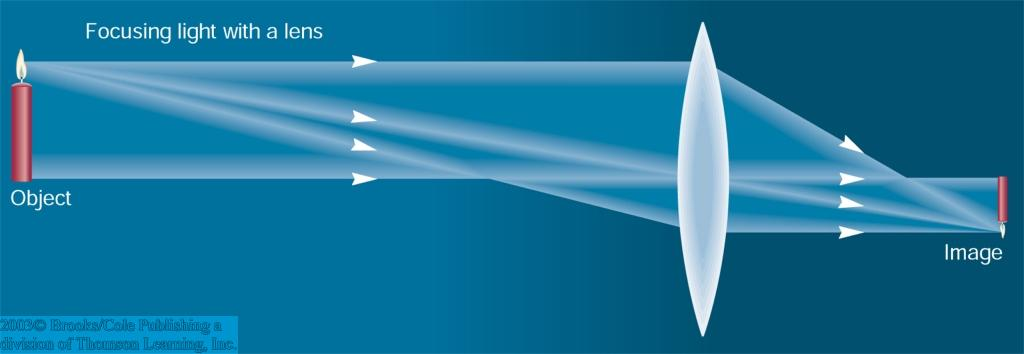 Focusing light with a lens
Object
Image
2003© Brooks/Cole Publishing a
division of Thomson Learning, Inc.